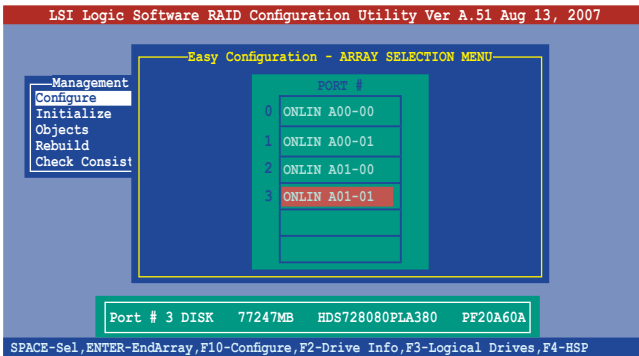 LSI Logic Software RAID Configuration Utility Ver A.51 Aug 13, 2007
Easy Configuration - ARRAY SELECTION MENU
Management
Configure
Initialize
Objects
Rebuild
Check Consist
PORT #
0 ONLIN A00-00
1 ONLIN A00-01
2 ONLIN A01-00
3 ONLIN A01-01
Port # 3 DISK 77247MB HDS728080PLA380 PF20A60A
SPACE-Sel,ENTER-EndArray,F10-Configure,F2-Drive Info,F3-Logical Drives,F4-HSP